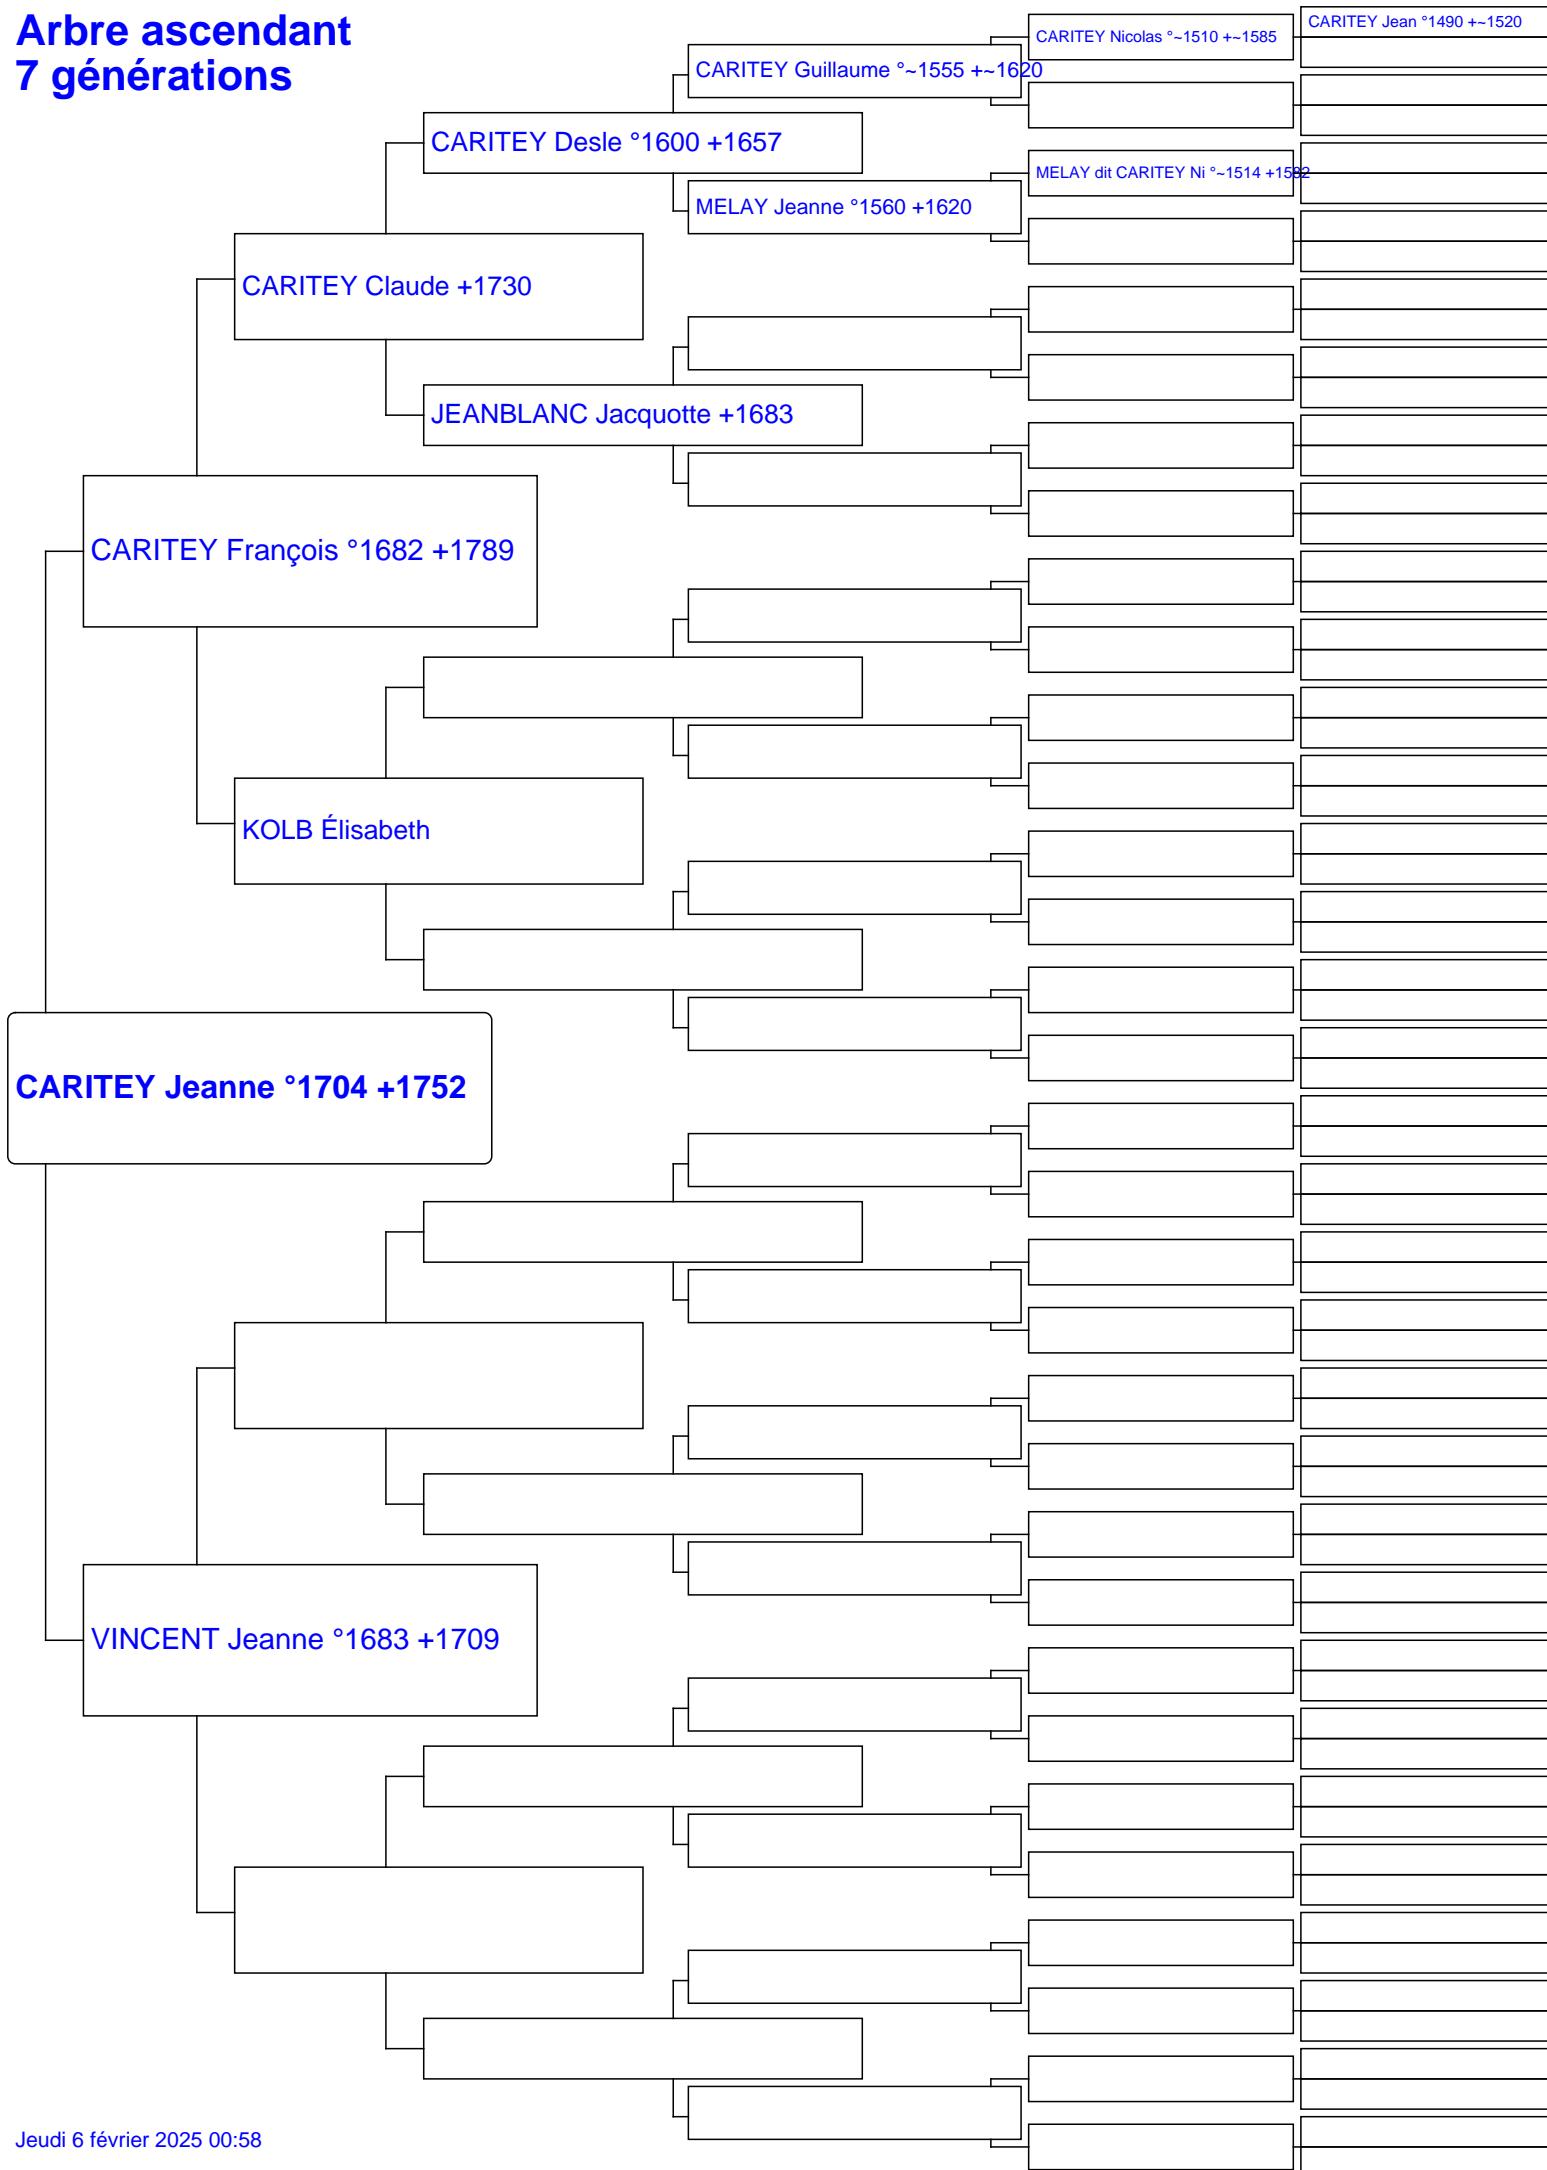 Arbre ascendant
7 générations
CARITEY Jean °1490 +~1520
CARITEY Nicolas °~1510 +~1585
CARITEY Guillaume °~1555 +~1620
CARITEY Desle °1600 +1657
MELAY dit CARITEY Ni °~1514 +1582
MELAY Jeanne °1560 +1620
CARITEY Claude +1730
JEANBLANC Jacquotte +1683
CARITEY François °1682 +1789
KOLB Élisabeth
CARITEY Jeanne °1704 +1752
VINCENT Jeanne °1683 +1709
Jeudi 6 février 2025 00:58